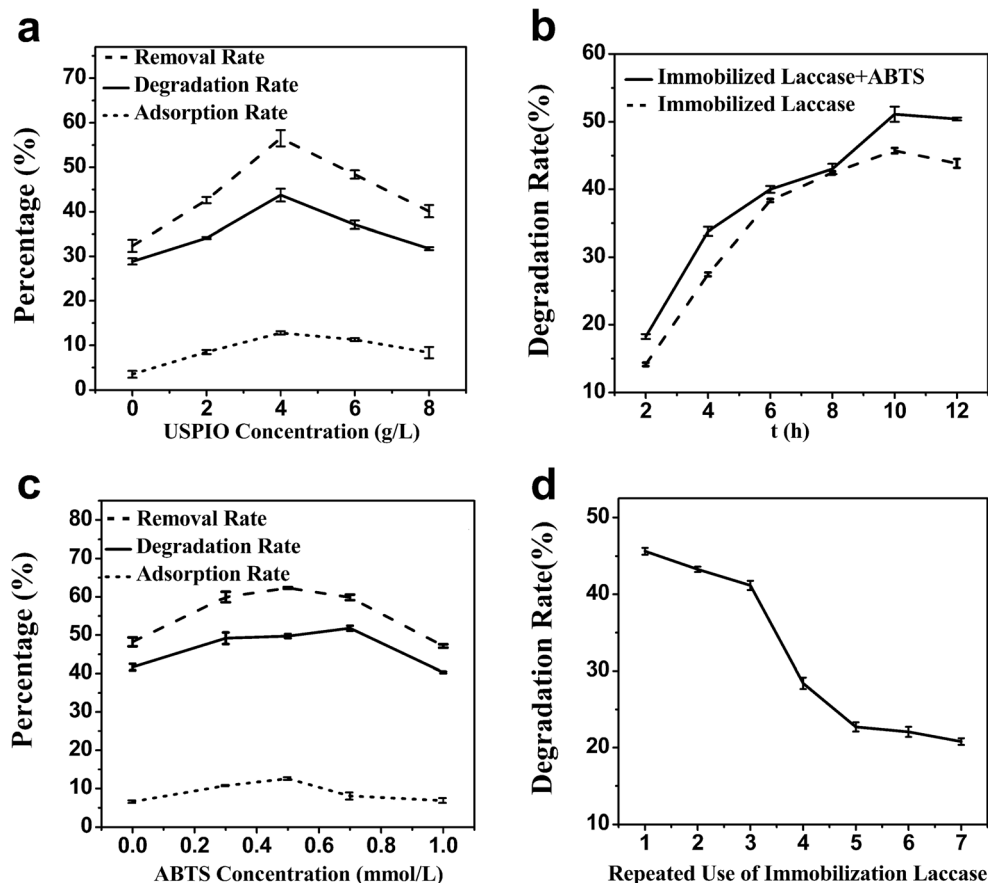 a
Removal Rate
Degradation Rate
Adsorption Rate
Percentage (%)
70
60
50
40
30
20
10
0
0 2 4 6 8
USPIO Concentration (g/L)
b
Immobilized Laccase+ABTS
Immobilized Laccase
Degradation Rate(%)
60
50
40
30
20
10
2 4 6 8 10 12
t (h)
c
Removal Rate
Degradation Rate
Adsorption Rate
Percentage (%)
80
70
60
50
40
30
20
10
0
0.0 0.2 0.4 0.6 0.8 1.0
ABTS Concentration (mmol/L)
d
Degradation Rate(%)
50
40
30
20
10
1 2 3 4 5 6 7
Repeated Use of Immobilization Laccase